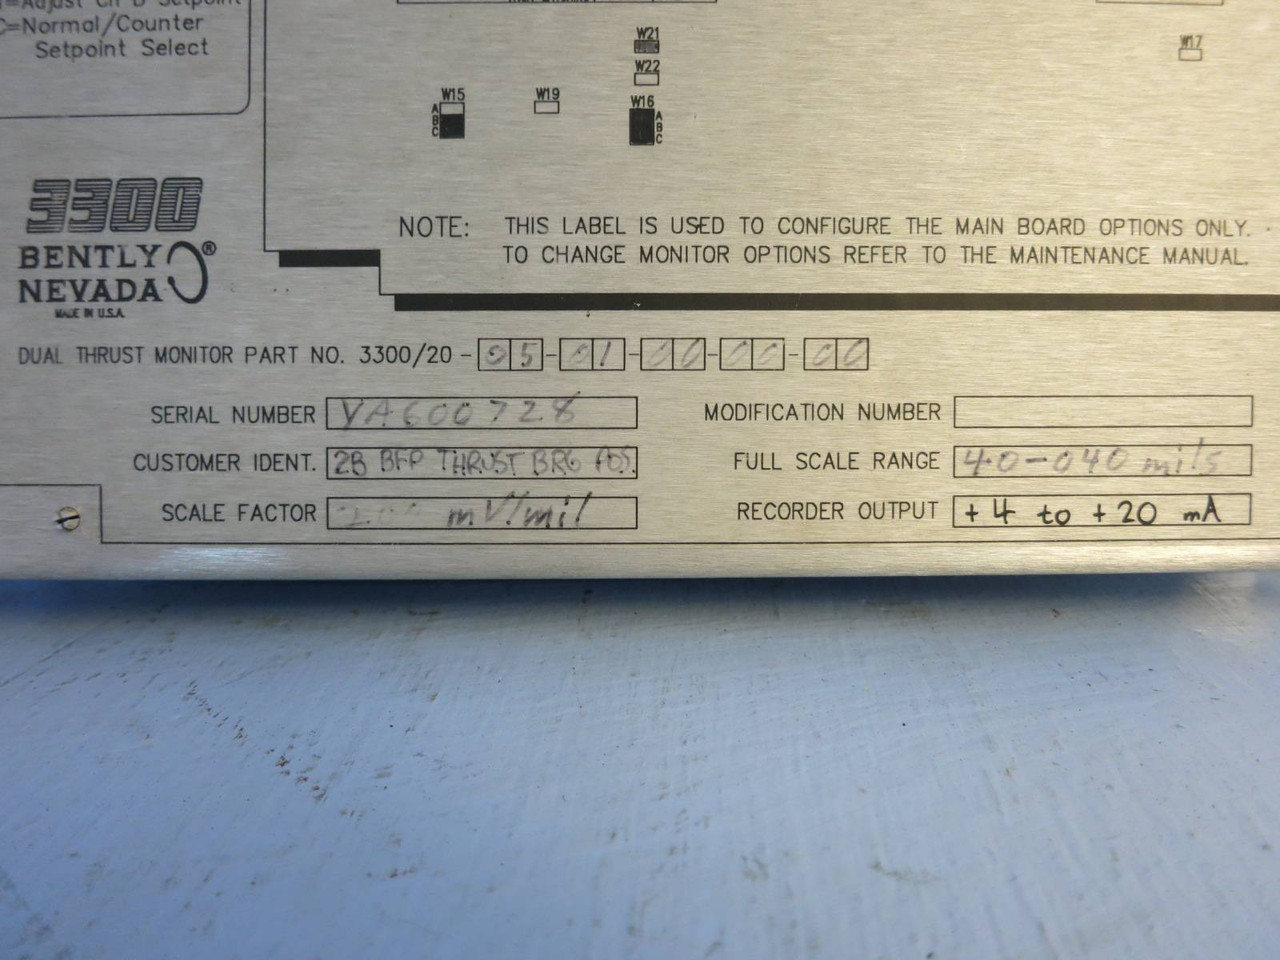 =Adjust Ch B Setpoint
C=Normal/Counter
Setpoint Select
W21
W17
W22
W15
W19
W16
A
B
C
A
B
C
3300
BENTLY
NEVADA
®
MADE IN U.S.A.
NOTE: THIS LABEL IS USED TO CONFIGURE THE MAIN BOARD OPTIONS ONLY.
TO CHANGE MONITOR OPTIONS REFER TO THE MAINTENANCE MANUAL.
DUAL THRUST MONITOR PART NO. 3300/20-05-01-00-00-00
SERIAL NUMBER VA600728
MODIFICATION NUMBER
CUSTOMER IDENT. 2B BFP THRUST BRG POS.
FULL SCALE RANGE 40-0-40 mils
SCALE FACTOR mV/mil
RECORDER OUTPUT +4 to +20 mA